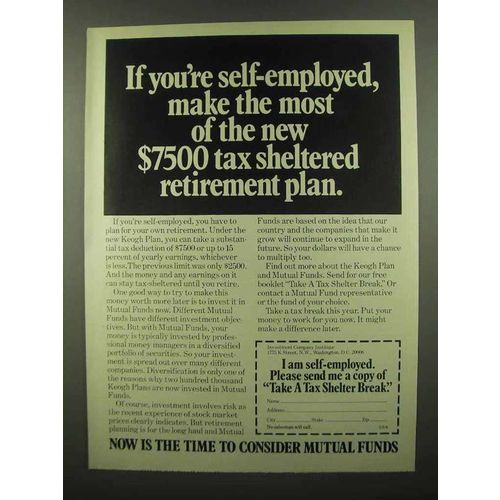 If you're self-employed,
make the most
of the new
$7500 tax sheltered
retirement plan.
If you're self-employed, you have to
plan for your own retirement. Under the
new Keogh Plan, you can take a substan-
tial tax deduction of $7500 or up to 15
percent of yearly earnings, whichever
is less. The previous limit was only $2500.
And the money and any earnings on it
can stay tax-sheltered until you retire.
One good way to try to make this
money worth more later is to invest it in
Mutual Funds now. Different Mutual
Funds have different investment objec-
tives. But with Mutual Funds, your
money is typically invested by profes-
sional money managers in a diversified
portfolio of securities. So your invest-
ment is spread out over many different
companies. Diversification is only one of
the reasons why two hundred thousand
Keogh Plans are now invested in Mutual
Funds.
Of course, investment involves risk as
the recent experience of stock market
prices clearly indicates. But retirement
planning is for the long haul and Mutual
Funds are based on the idea that our
country and the companies that make it
grow will continue to expand in the
future. So your dollars will have a chance
to multiply too.
Find out more about the Keogh Plan
and Mutual Funds. Send for our free
booklet "Take A Tax Shelter Break." Or
contact a Mutual Fund representative
or the fund of your choice.
Take a tax break this year. Put your
money to work for you now. It might
make a difference later.
Investment Company Institute
1775 K Street, N.W., Washington, D.C. 20006
I am self-employed.
Please send me a copy of
"Take A Tax Shelter Break."
Name
Address
City State Zip
No salesman will call.
NOW IS THE TIME TO CONSIDER MUTUAL FUNDS